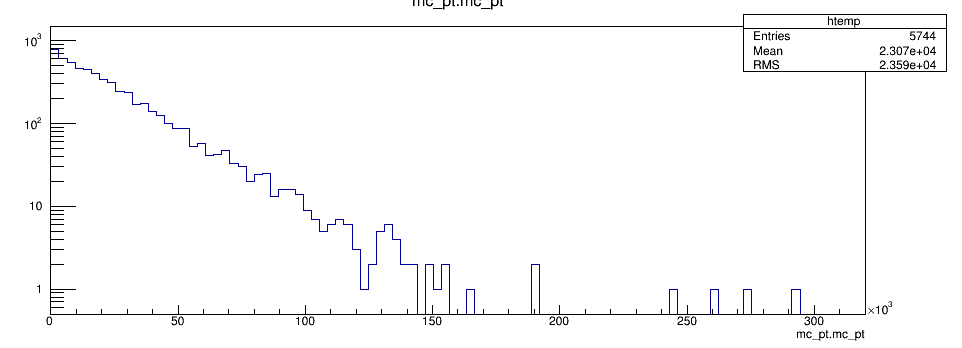 mc_pt.mc_pt
htemp
Entries 5744
Mean 2.307e+04
RMS 2.359e+04
10³
10²
10
1
0 50 100 150 200 250 300 ×10³
mc_pt.mc_pt